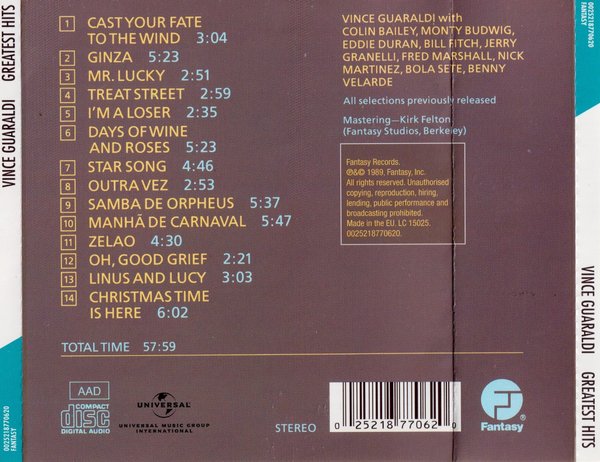 VINCE GUARALDI GREATEST HITS
0025218770620
FANTASY
1 CAST YOUR FATE
TO THE WIND 3:04
2 GINZA 5:23
3 MR. LUCKY 2:51
4 TREAT STREET 2:59
5 I'M A LOSER 2:35
6 DAYS OF WINE
AND ROSES 5:23
7 STAR SONG 4:46
8 OUTRA VEZ 2:53
9 SAMBA DE ORPHEUS 5:37
10 MANHÃ DE CARNAVAL 5:47
11 ZELAO 4:30
12 OH, GOOD GRIEF 2:21
13 LINUS AND LUCY 3:03
14 CHRISTMAS TIME
IS HERE 6:02
TOTAL TIME 57:59
VINCE GUARALDI with
COLIN BAILEY, MONTY BUDWIG,
EDDIE DURAN, BILL FITCH, JERRY
GRANELLI, FRED MARSHALL, NICK
MARTINEZ, BOLA SETE, BENNY
VELARDE
All selections previously released
Mastering—Kirk Felton
(Fantasy Studios, Berkeley)
Fantasy Records.
℗&© 1989, Fantasy, Inc.
All rights reserved. Unauthorised
copying, reproduction, hiring,
lending, public performance and
broadcasting prohibited.
Made in the EU. LC 15025.
0025218770620.
AAD
COMPACT
disc
DIGITAL AUDIO
UNIVERSAL
UNIVERSAL MUSIC GROUP
INTERNATIONAL
STEREO
0 25218 77062 0
Fantasy®
VINCE GUARALDI GREATEST HITS
0025218770620
FANTASY